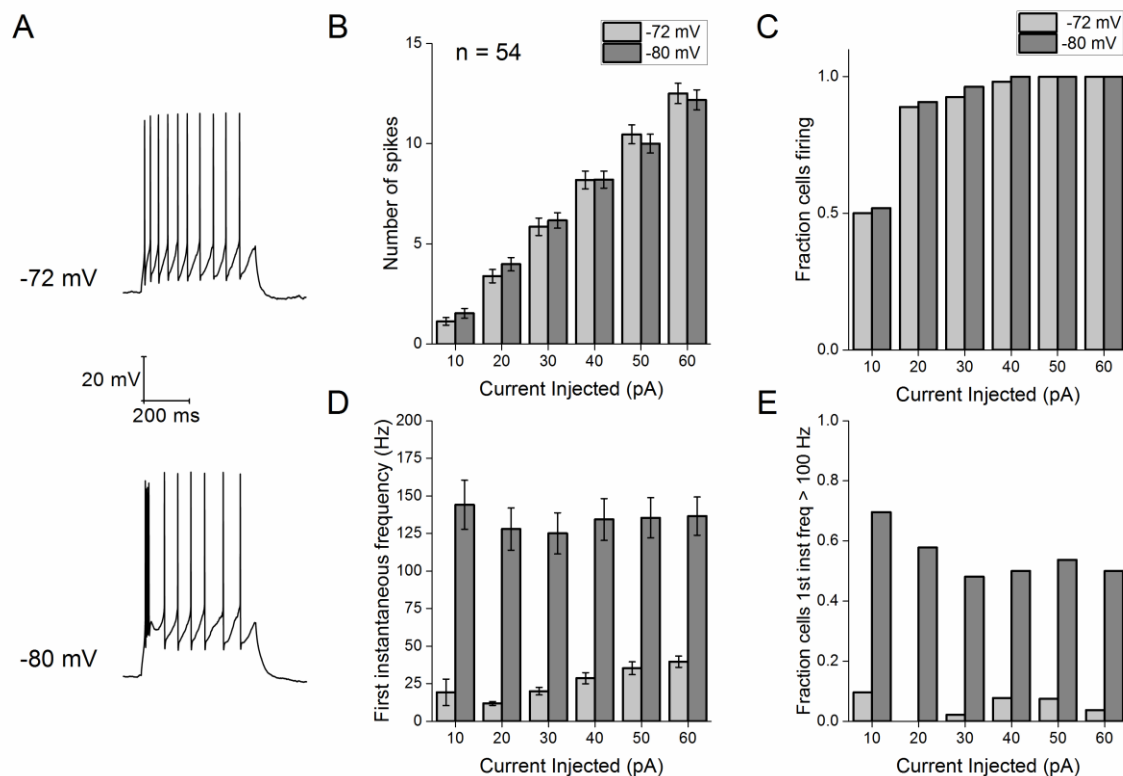 A
-72 mV
20 mV
200 ms
-80 mV
B
n = 54
-72 mV
-80 mV
Number of spikes
15
10
5
0
10 20 30 40 50 60
Current Injected (pA)
C
-72 mV
-80 mV
Fraction cells firing
1.0
0.5
0.0
10 20 30 40 50 60
Current Injected (pA)
D
First instantaneous frequency (Hz)
200
175
150
125
100
75
50
25
0
10 20 30 40 50 60
Current Injected (pA)
E
Fraction cells 1st inst freq > 100 Hz
1.0
0.8
0.6
0.4
0.2
0.0
10 20 30 40 50 60
Current Injected (pA)